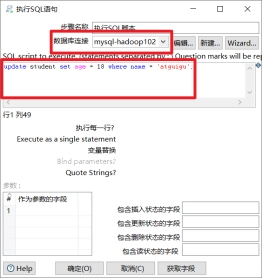 执行SQL语句
步骤名称 执行SQL脚本
数据库连接 mysql-hadoop102 编辑... 新建... Wizard...
SQL script to execute. (statements separated by ;) Question marks will be rep
update student set age = 18 where name = 'atguigu';
行1 列49
执行每一行?
Execute as a single statement
变量替换
Bind parameters?
Quote Strings?
参数:
# 作为参数的字段
1
包含插入状态的字段
包含更新状态的字段
包含删除状态的字段
包含读状态的字段
Help 确定(O) 取消(C) 获取字段